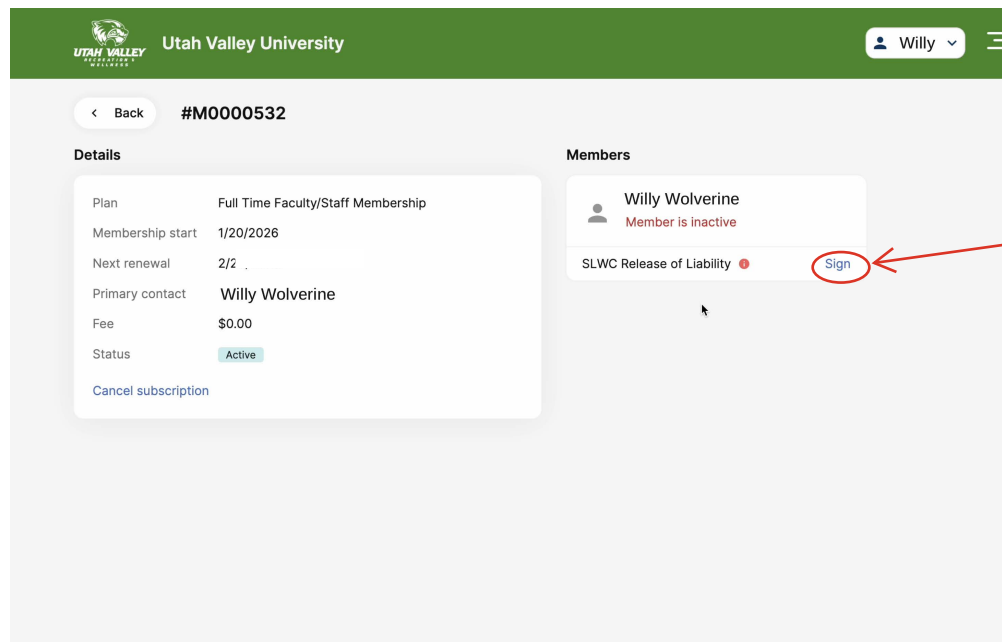 UTAH VALLEY
RECREATION &
WELLNESS
Utah Valley University
Willy
Back
#M0000532
Details
Plan Full Time Faculty/Staff Membership
Membership start 1/20/2026
Next renewal 2/2
Primary contact Willy Wolverine
Fee $0.00
Status Active
Cancel subscription
Members
Willy Wolverine
Member is inactive
SLWC Release of Liability Sign